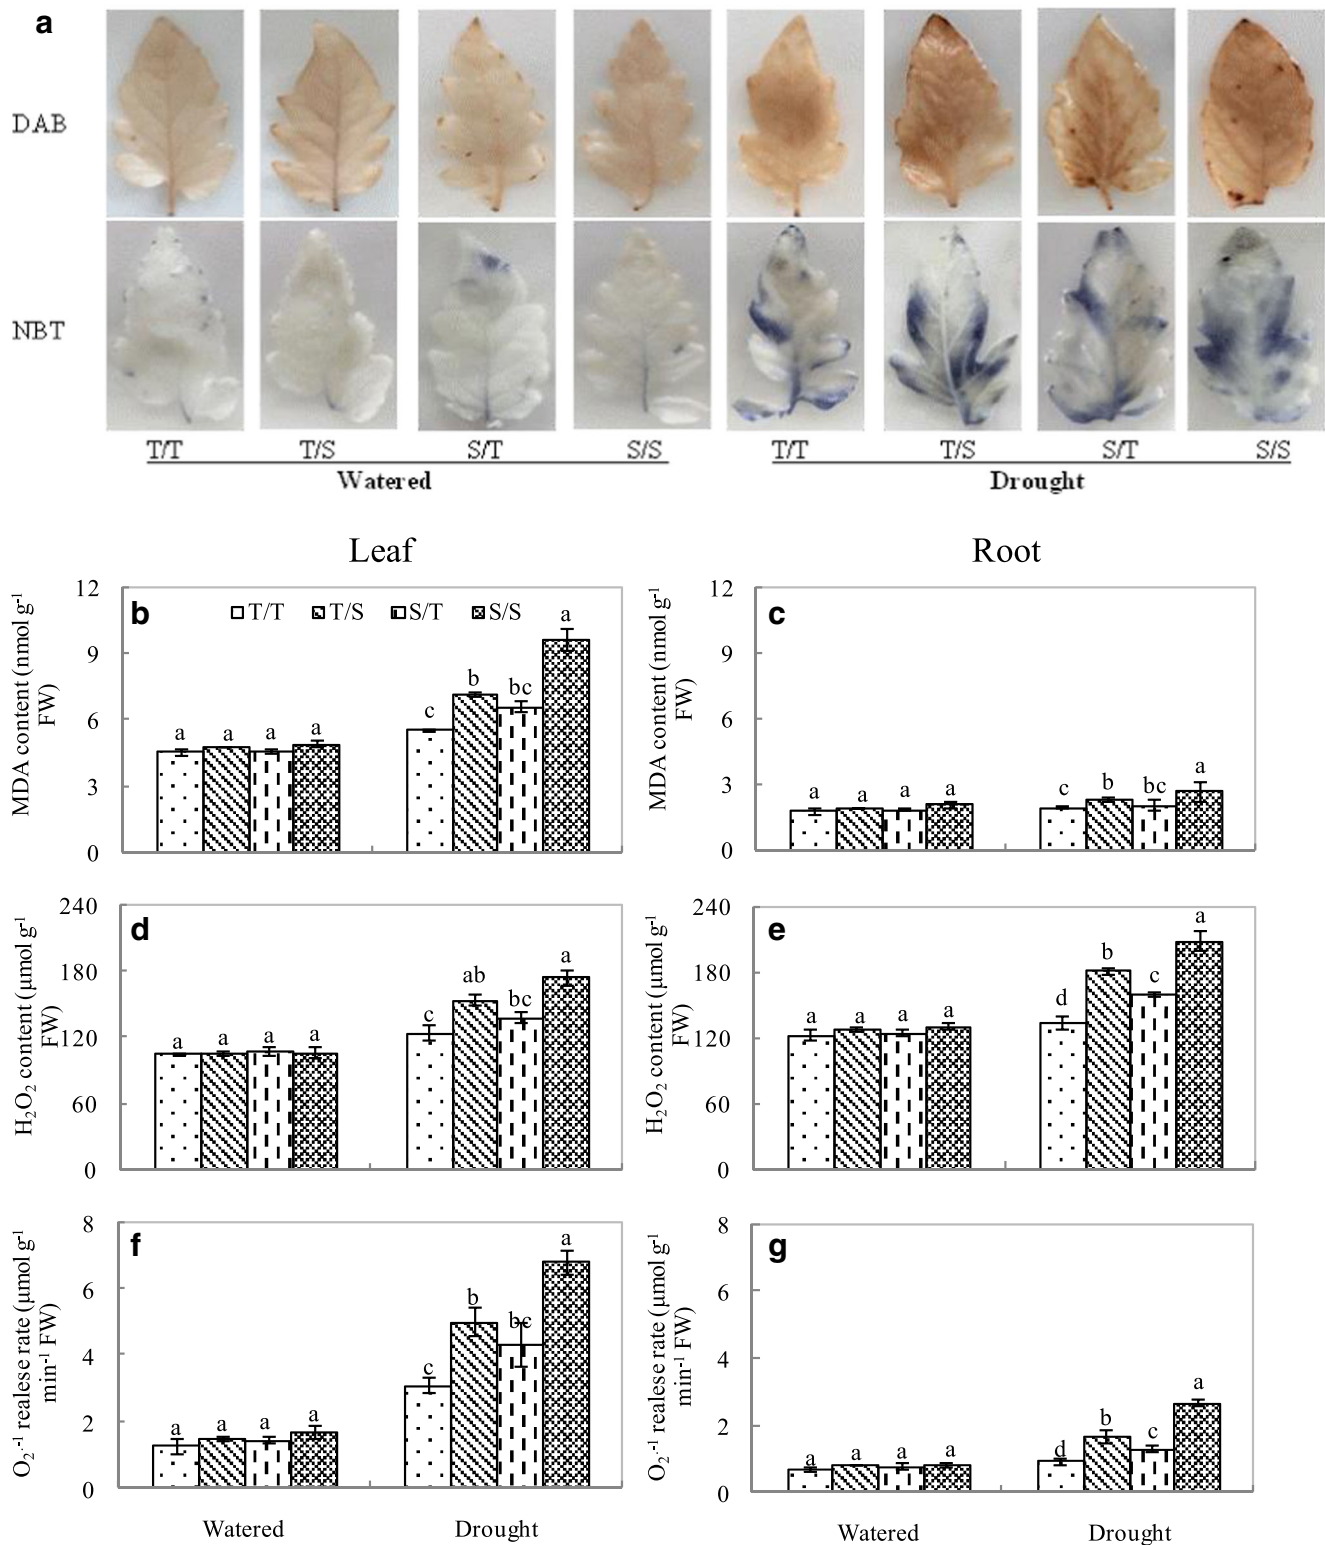 a
DAB
NBT
T/T T/S S/T S/S T/T T/S S/T S/S
Watered Drought
Leaf Root
MDA content (nmol g⁻¹ FW)
12
9
6
3
0
b
T/T T/S S/T S/S
a a a a c b bc a
MDA content (nmol g⁻¹ FW)
12
9
6
3
0
c
a a a a c b bc a
H₂O₂ content (μmol g⁻¹ FW)
240
180
120
60
0
d
a a a a c ab bc a
H₂O₂ content (μmol g⁻¹ FW)
240
180
120
60
0
e
a a a a d b c a
O₂·⁻¹ realese rate (μmol g⁻¹ min⁻¹ FW)
8
6
4
2
0
f
a a a a c b bc a
Watered Drought
O₂·⁻¹ realese rate (μmol g⁻¹ min⁻¹ FW)
8
6
4
2
0
g
a a a a d b c a
Watered Drought